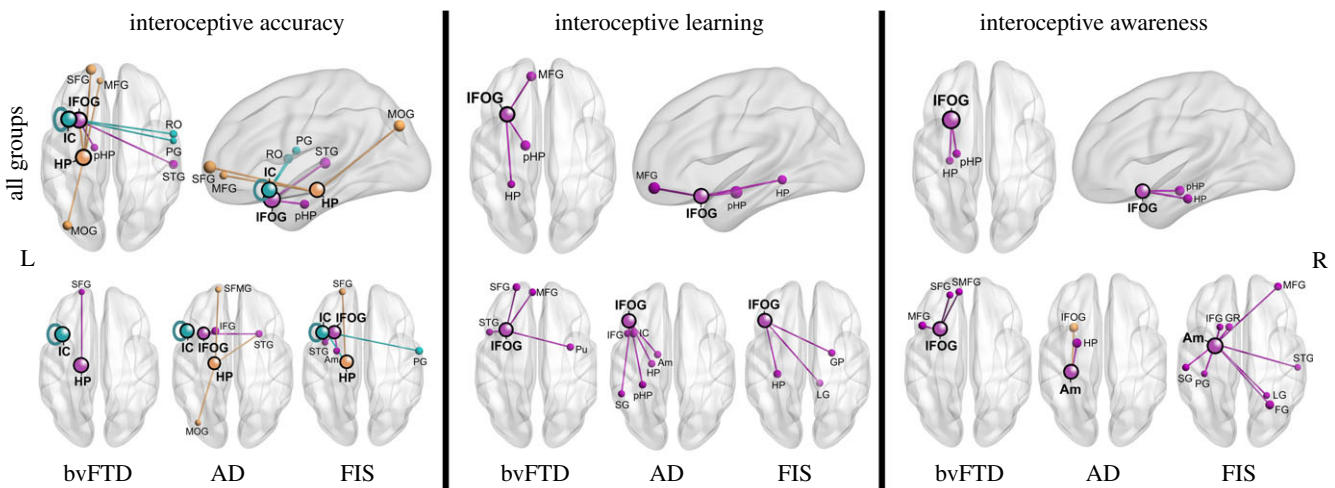 interoceptive accuracy
interoceptive learning
interoceptive awareness
all groups
SFG
MFG
IFOG
IC
RO
PG
STG
pHP
HP
MOG
MOG
PG
RO
STG
IC
SFG
MFG
HP
IFOG
pHP
MFG
IFOG
pHP
HP
MFG
HP
IFOG
pHP
IFOG
pHP
HP
pHP
HP
IFOG
L
R
SFG
IC
HP
SFMG
IC
IFG
IFOG
STG
HP
MOG
SFG
IC
IFOG
STG
Am
HP
PG
SFG
MFG
STG
IFOG
Pu
IFOG
IFG
IC
Am
HP
pHP
SG
IFOG
GP
HP
LG
SFG
SMFG
MFG
IFOG
IFOG
HP
Am
MFG
IFG
GR
Am
STG
SG
PG
LG
FG
bvFTD
AD
FIS
bvFTD
AD
FIS
bvFTD
AD
FIS